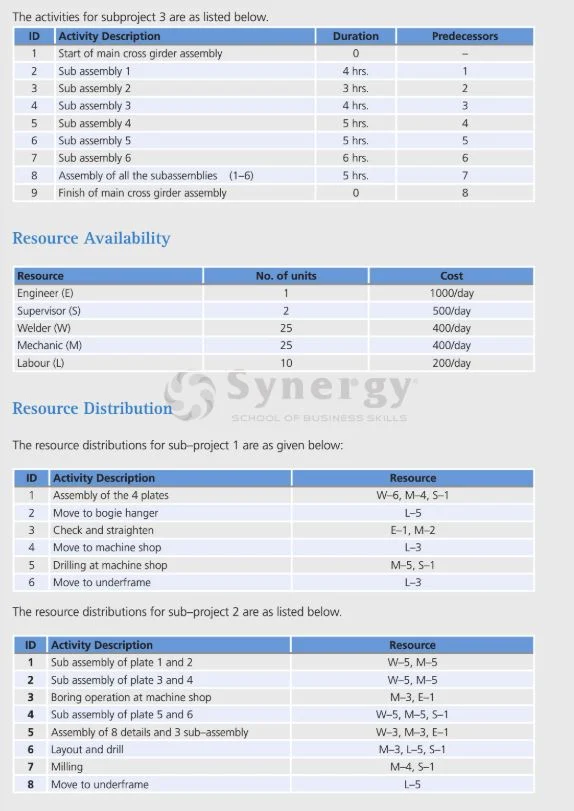 The activities for subproject 3 are as listed below.
ID Activity Description Duration Predecessors
1 Start of main cross girder assembly 0 –
2 Sub assembly 1 4 hrs. 1
3 Sub assembly 2 3 hrs. 2
4 Sub assembly 3 4 hrs. 3
5 Sub assembly 4 5 hrs. 4
6 Sub assembly 5 5 hrs. 5
7 Sub assembly 6 6 hrs. 6
8 Assembly of all the subassemblies (1–6) 5 hrs. 7
9 Finish of main cross girder assembly 0 8
Resource Availability
Resource No. of units Cost
Engineer (E) 1 1000/day
Supervisor (S) 2 500/day
Welder (W) 25 400/day
Mechanic (M) 25 400/day
Labour (L) 10 200/day
Synergy
SCHOOL OF BUSINESS SKILLS
Resource Distribution
The resource distributions for sub–project 1 are as given below:
ID Activity Description Resource
1 Assembly of the 4 plates W–6, M–4, S–1
2 Move to bogie hanger L–5
3 Check and straighten E–1, M–2
4 Move to machine shop L–3
5 Drilling at machine shop M–5, S–1
6 Move to underframe L–3
The resource distributions for sub–project 2 are as listed below.
ID Activity Description Resource
1 Sub assembly of plate 1 and 2 W–5, M–5
2 Sub assembly of plate 3 and 4 W–5, M–5
3 Boring operation at machine shop M–3, E–1
4 Sub assembly of plate 5 and 6 W–5, M–5, S–1
5 Assembly of 8 details and 3 sub–assembly W–3, M–3, E–1
6 Layout and drill M–3, L–5, S–1
7 Milling M–4, S–1
8 Move to underframe L–5